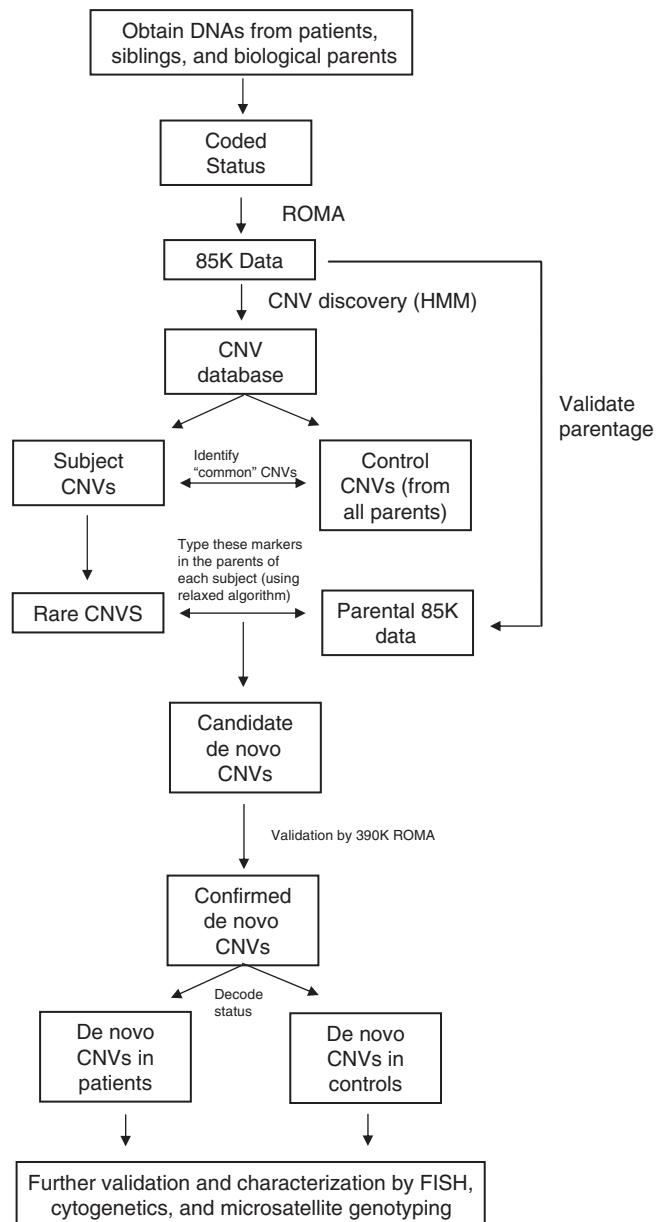 Obtain DNAs from patients,
siblings, and biological parents
Coded
Status
ROMA
85K Data
CNV discovery (HMM)
CNV
database
Validate
parentage
Subject
CNVs
Identify
“common” CNVs
Control
CNVs (from
all parents)
Type these markers
in the parents of
each subject (using
relaxed algorithm)
Rare CNVS
Parental 85K
data
Candidate
de novo
CNVs
Validation by 390K ROMA
Confirmed
de novo
CNVs
Decode
status
De novo
CNVs in
patients
De novo
CNVs in
controls
Further validation and characterization by FISH,
cytogenetics, and microsatellite genotyping